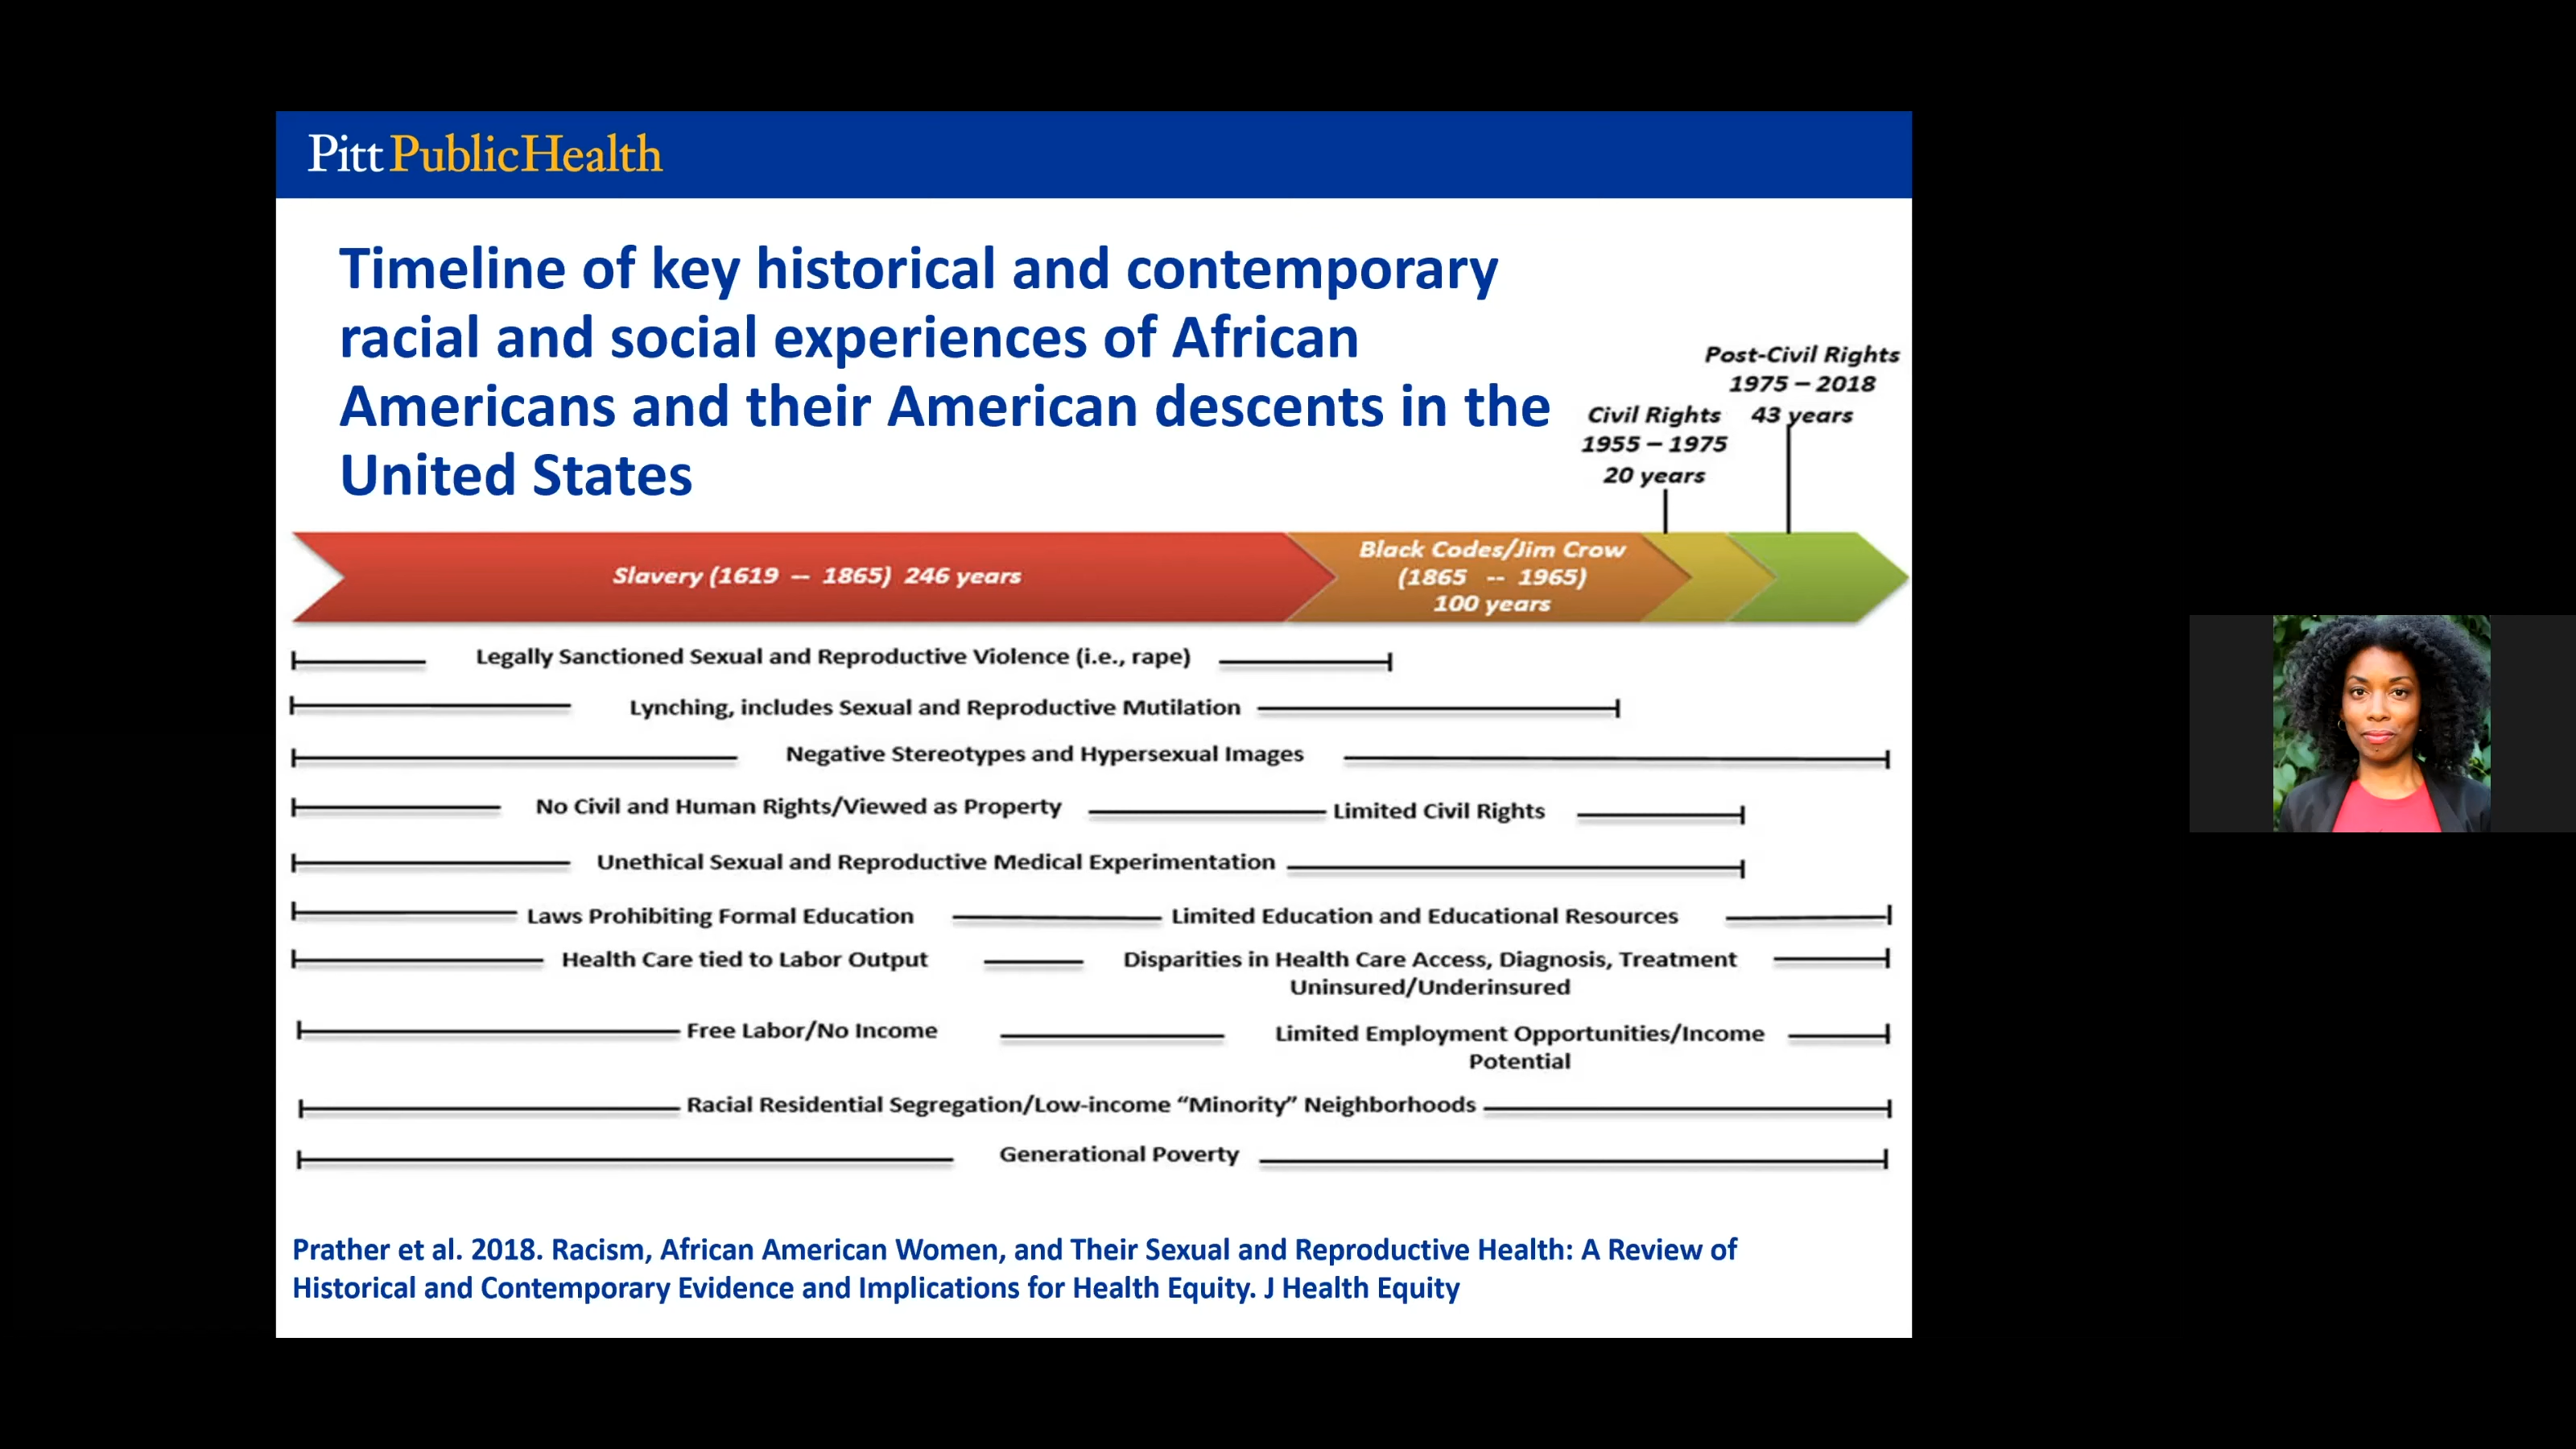 Pitt PublicHealth
Timeline of key historical and contemporary
racial and social experiences of African
Americans and their American descents in the
United States
Post-Civil Rights
1975 – 2018
43 years
Civil Rights
1955 – 1975
20 years
Slavery (1619 -- 1865) 246 years
Black Codes/Jim Crow
(1865 -- 1965)
100 years
Legally Sanctioned Sexual and Reproductive Violence (i.e., rape)
Lynching, includes Sexual and Reproductive Mutilation
Negative Stereotypes and Hypersexual Images
No Civil and Human Rights/Viewed as Property
Limited Civil Rights
Unethical Sexual and Reproductive Medical Experimentation
Laws Prohibiting Formal Education
Limited Education and Educational Resources
Health Care tied to Labor Output
Disparities in Health Care Access, Diagnosis, Treatment
Uninsured/Underinsured
Free Labor/No Income
Limited Employment Opportunities/Income
Potential
Racial Residential Segregation/Low-income “Minority” Neighborhoods
Generational Poverty
Prather et al. 2018. Racism, African American Women, and Their Sexual and Reproductive Health: A Review of
Historical and Contemporary Evidence and Implications for Health Equity. J Health Equity